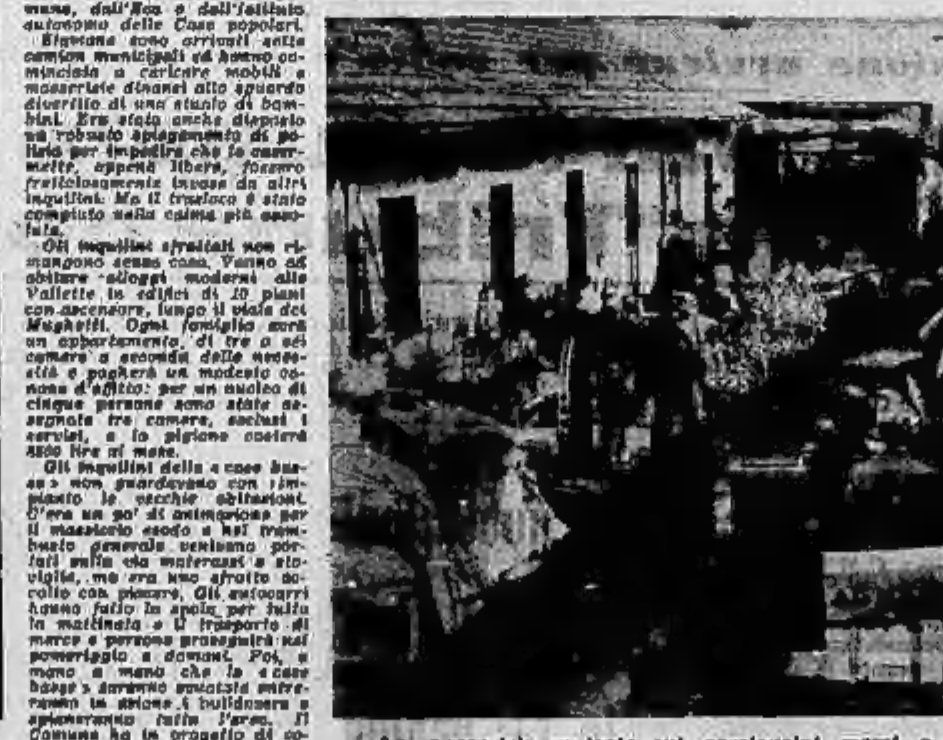 mune, dall'Eca e dall'Istituto
autonomo delle Case popolari.
Stamane sono arrivati sette
camion municipali ed hanno co-
minciato a caricare mobili e
masserizie dinanzi allo sguardo
divertito di uno stuolo di bam-
bini. Era stato anche disposto
un robusto spiegamento di po-
lizia per impedire che le caser-
mette, appena libere, fossero
frettolosamente invase da altri
inquilini. Ma il trasloco è stato
compiuto nella calma più asso-
luta.
Gli inquilini sfrattati non ri-
mangono senza casa. Vanno ad
abitare alloggi moderni alle
Vallette in edifici di 10 piani
con ascensore, lungo il viale dei
Mughetti. Ogni famiglia avrà
un appartamento di tre o sei
camere a seconda delle neces-
sità e pagherà un modesto ca-
none d'affitto: per un nucleo di
cinque persone sono state as-
segnate tre camere, esclusi i
servizi, e la pigione costerà
lire al mese.
Gli inquilini delle « case bas-
se » non guardavano con rim-
pianto le vecchie abitazioni.
C'era un po' di animazione per
il massiccio esodo e nel tram-
busto generale venivano por-
tati sulla via materassi e sto-
viglie, ma era uno sfratto ac-
colto con piacere. Gli autocarri
hanno fatto la spola per tutta
la mattinata e il trasporto di
merce e persone proseguirà nel
pomeriggio e domani. Poi, a
mano a mano che le « case
basse » saranno svuotate entre-
ranno in azione i bulldozers e
spianeranno tutta l'area. Il
Comune ha in progetto di co-